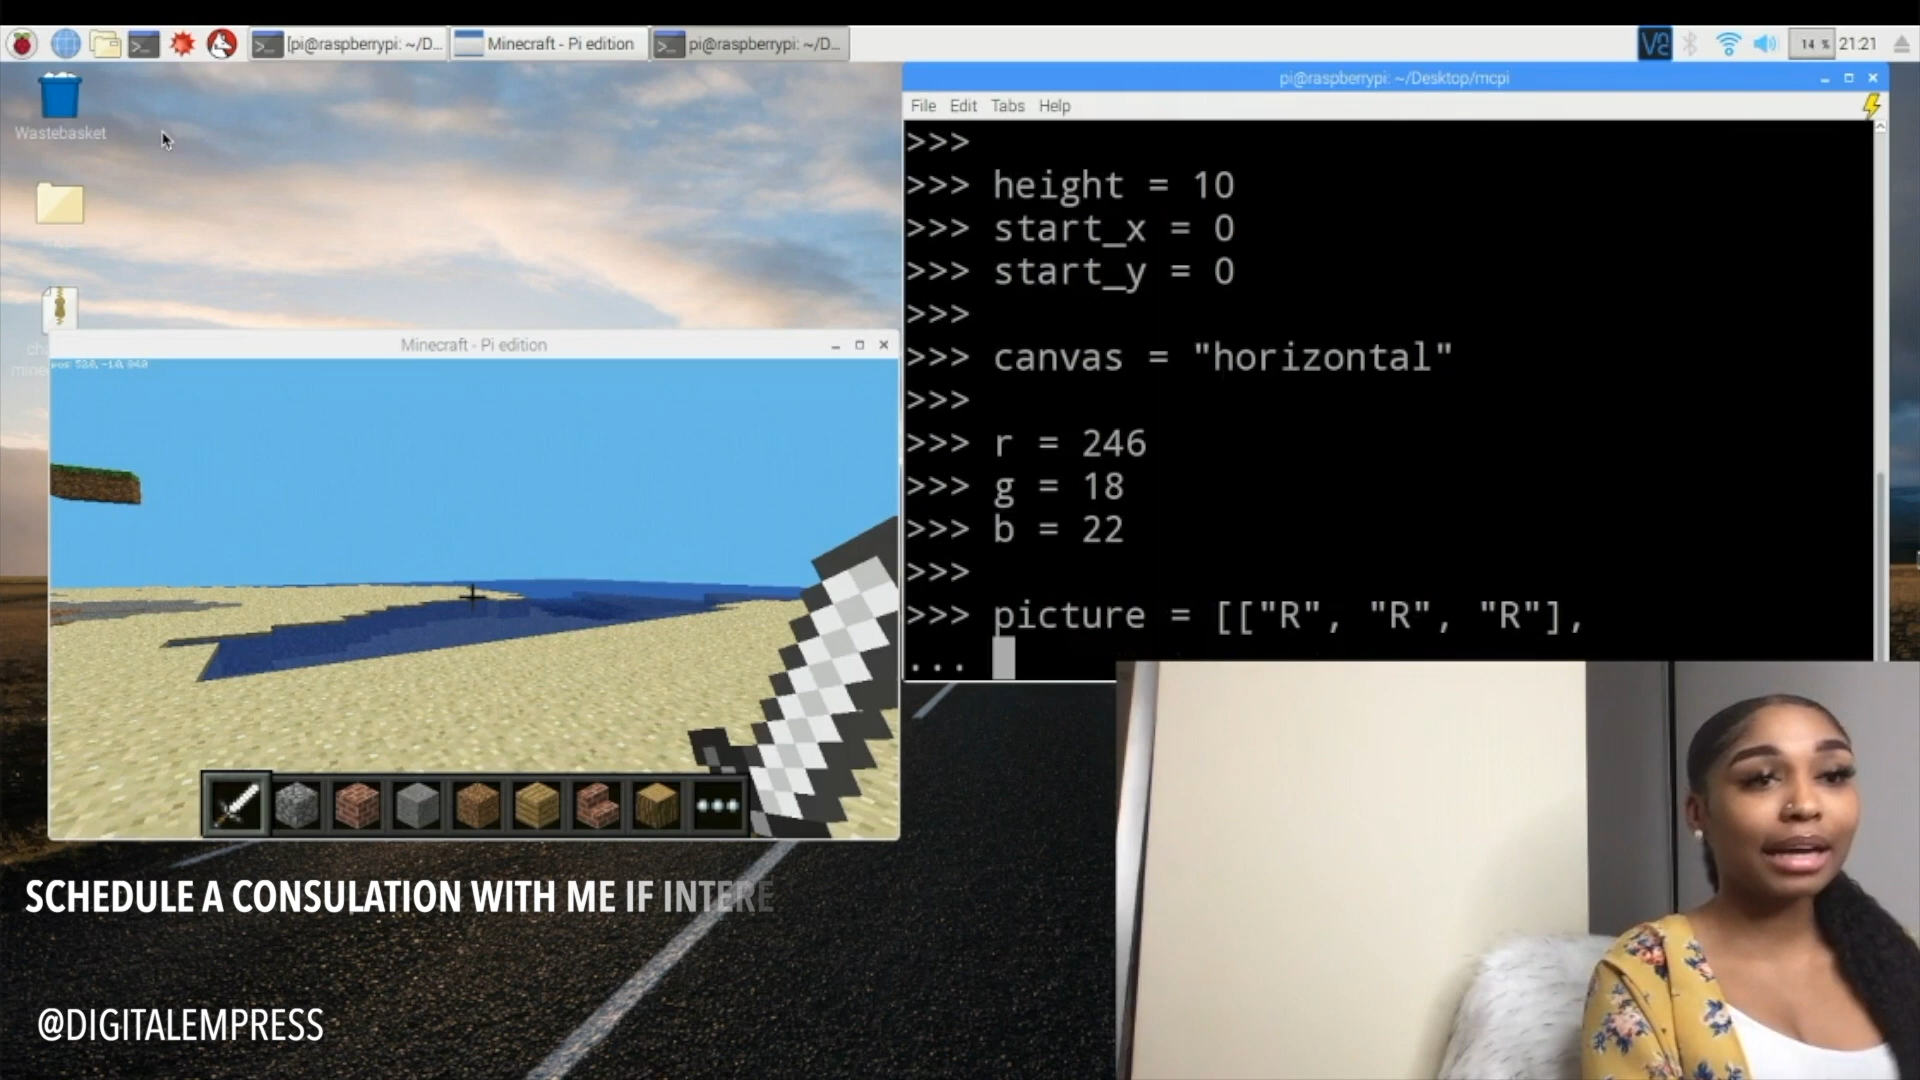 [pi@raspberrypi: ~/D...
Minecraft - Pi edition
pi@raspberrypi: ~/D...
14 %
21:21
Wastebasket
pi@raspberrypi: ~/Desktop/mcpi
File Edit Tabs Help
>>>
>>> height = 10
>>> start_x = 0
>>> start_y = 0
>>>
>>> canvas = "horizontal"
>>>
>>> r = 246
>>> g = 18
>>> b = 22
>>>
>>> picture = [["R", "R", "R"],
...
Minecraft - Pi edition
SCHEDULE A CONSULATION WITH ME IF INTERE
@DIGITALEMPRESS